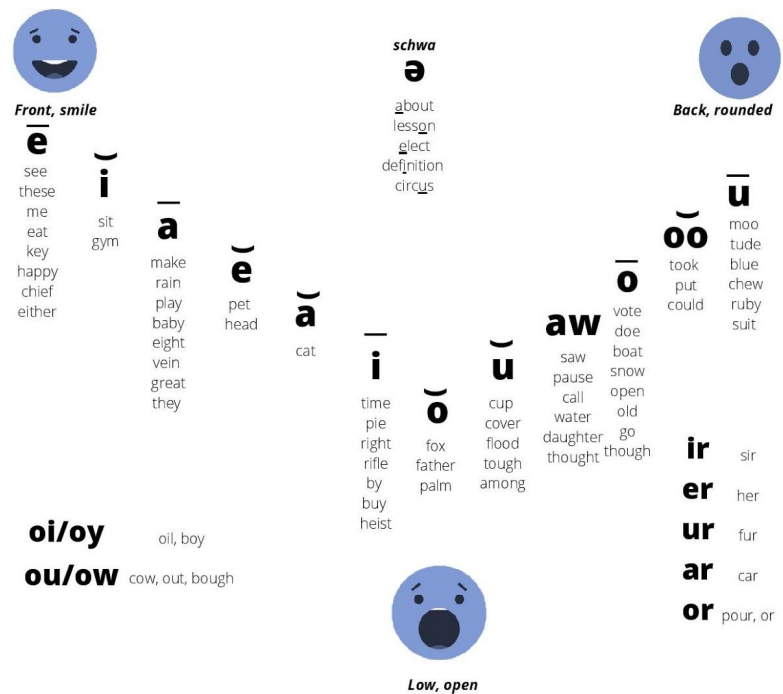 schwa
ə
about
lesson
elect
definition
circus
Front, smile
ē
see
these
me
eat
key
happy
chief
either
ĭ
sit
gym
ā
make
rain
play
baby
eight
vein
great
they
ĕ
pet
head
ă
cat
ī
time
pie
right
rifle
by
buy
heist
ŏ
fox
father
palm
ŭ
cup
cover
flood
tough
among
aw
saw
pause
call
water
daughter
thought
ō
vote
doe
boat
snow
open
old
go
though
o͝o
took
put
could
Back, rounded
ū
moo
tude
blue
chew
ruby
suit
ir sir
er her
ur fur
ar car
or pour, or
oi/oy oil, boy
ou/ow cow, out, bough
Low, open